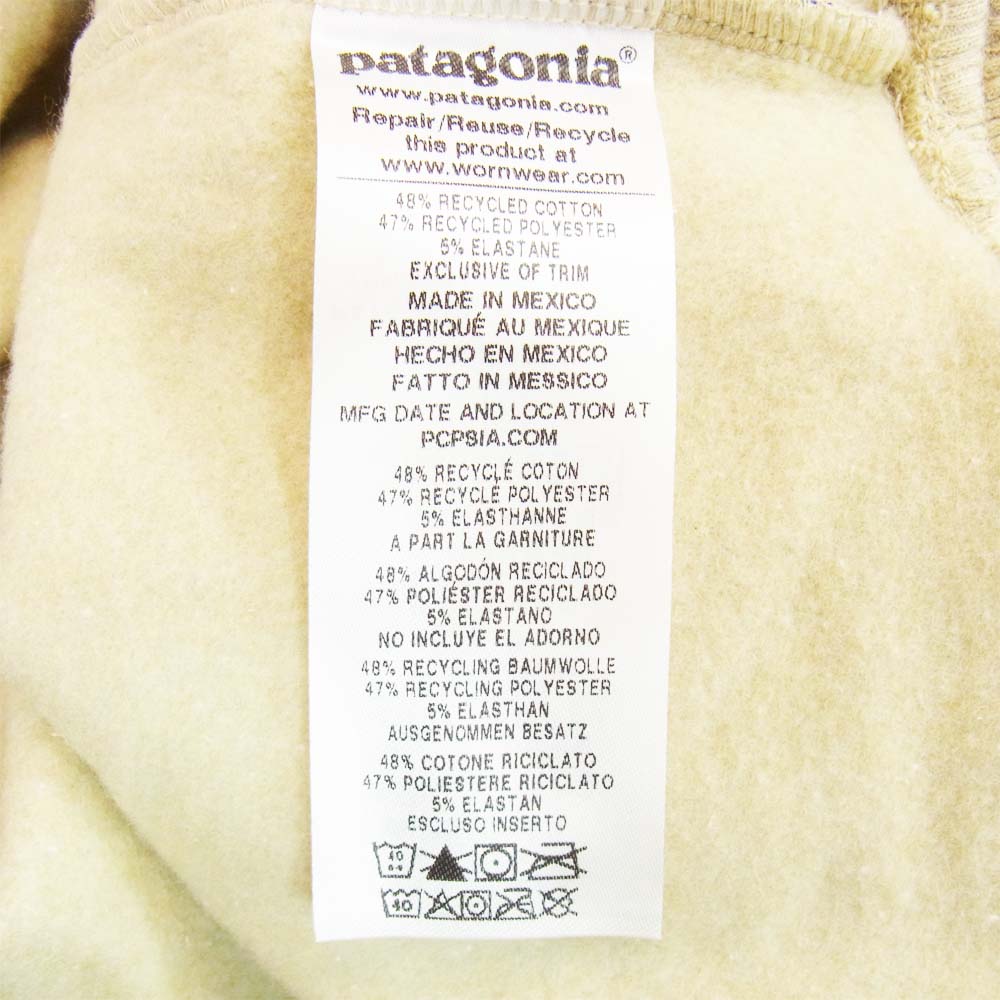 patagonia®
www.patagonia.com
Repair/Reuse/Recycle
this product at
www.wornwear.com
48% RECYCLED COTTON
47% RECYCLED POLYESTER
5% ELASTANE
EXCLUSIVE OF TRIM
MADE IN MEXICO
FABRIQUÉ AU MEXIQUE
HECHO EN MEXICO
FATTO IN MESSICO
MFG DATE AND LOCATION AT
PCPSIA.COM
48% RECYCLÉ COTON
47% RECYCLÉ POLYESTER
5% ELASTHANNE
A PART LA GARNITURE
48% ALGODÓN RECICLADO
47% POLIÉSTER RECICLADO
5% ELASTANO
NO INCLUYE EL ADORNO
48% RECYCLING BAUMWOLLE
47% RECYCLING POLYESTER
5% ELASTHAN
AUSGENOMMEN BESATZ
48% COTONE RICICLATO
47% POLIESTERE RICICLATO
5% ELASTAN
ESCLUSO INSERTO
40
40